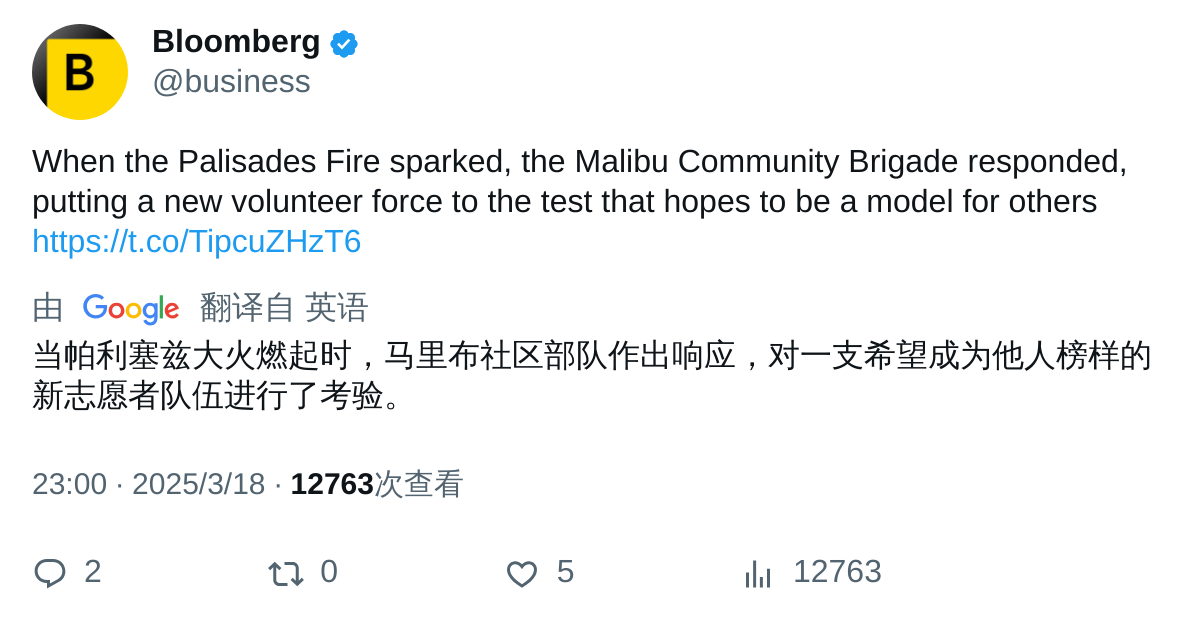 B
Bloomberg
@business
When the Palisades Fire sparked, the Malibu Community Brigade responded,
putting a new volunteer force to the test that hopes to be a model for others
https://t.co/TipcuZHzT6
由 Google 翻译自 英语
当帕利塞兹大火燃起时，马里布社区部队作出响应，对一支希望成为他人榜样的
新志愿者队伍进行了考验。
23:00 · 2025/3/18 · 12763次查看
2 0 5 12763